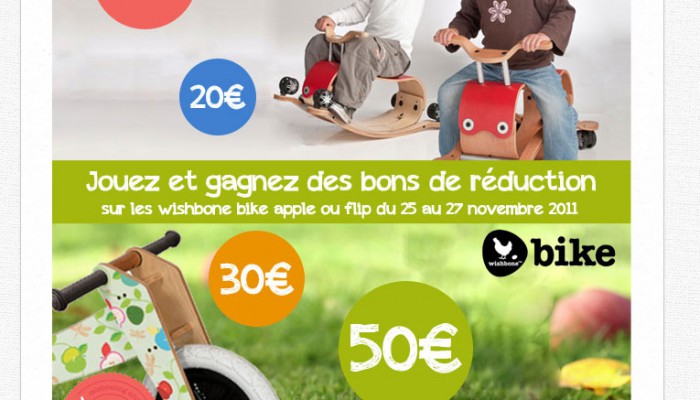 20€
Jouez et gagnez des bons de réduction
sur les wishbone bike apple ou flip du 25 au 27 novembre 2011
wishbone™ bike
30€
50€